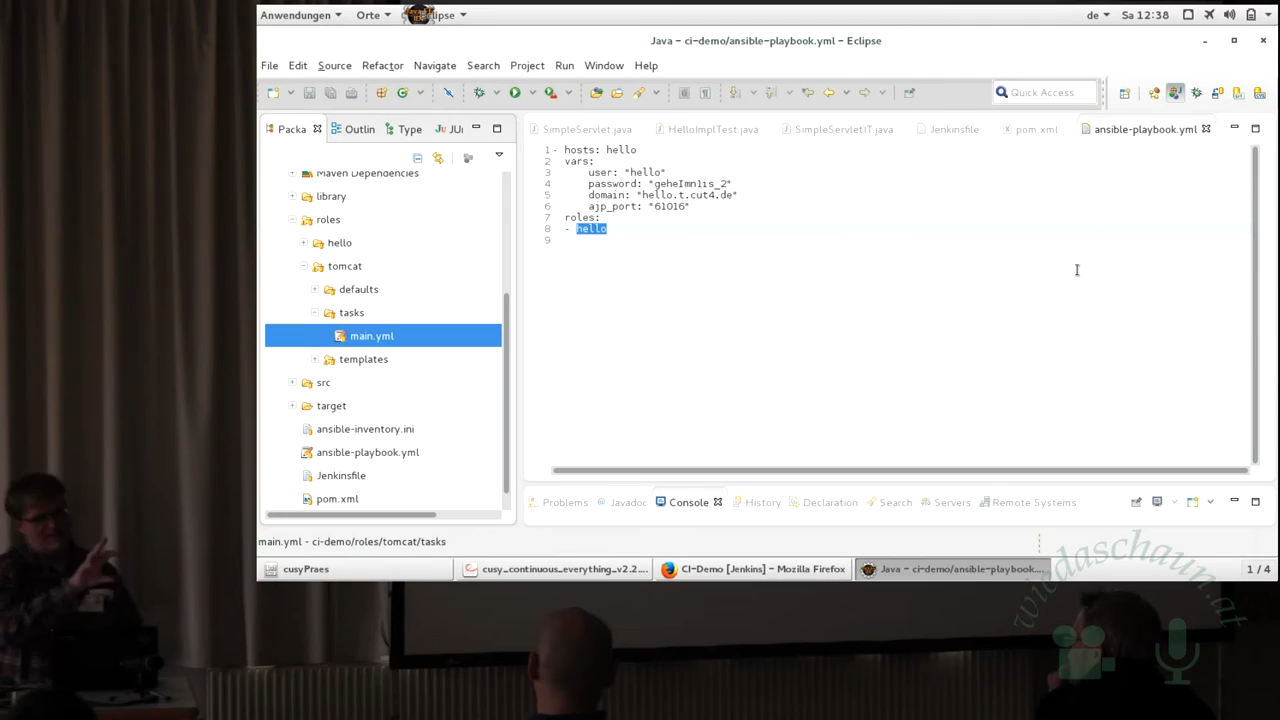 Anwendungen Orte Eclipse de Sa 12:38
Java – ci-demo/ansible-playbook.yml – Eclipse
File Edit Source Refactor Navigate Search Project Run Window Help
Quick Access
Packa Outlin Type JUi
SimpleServlet.java HelloImplTest.java SimpleServletIT.java Jenkinsfile pom.xml ansible-playbook.yml
Maven Dependencies
library
roles
hello
tomcat
defaults
tasks
main.yml
templates
src
target
ansible-inventory.ini
ansible-playbook.yml
Jenkinsfile
pom.xml
1 - hosts: hello
2 vars:
3 user: "hello"
4 password: "geheImn1is_2"
5 domain: "hello.t.cut4.de"
6 ajp_port: "61016"
7 roles:
8 - hello
9
Problems Javadoc Console History Declaration Search Servers Remote Systems
main.yml - ci-demo/roles/tomcat/tasks
cusyPraes cusy_continuous_everything_v2.2.... CI-Demo [Jenkins] - Mozilla Firefox Java – ci-demo/ansible-playbook.... 1 / 4
wiedaschaun.at